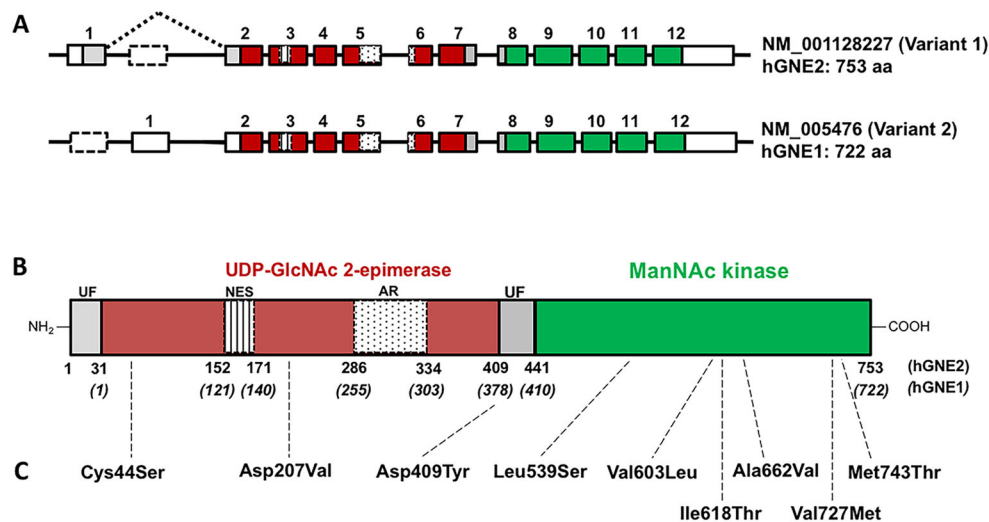 A
1 2 3 4 5 6 7 8 9 10 11 12
NM_001128227 (Variant 1)
hGNE2: 753 aa
1 2 3 4 5 6 7 8 9 10 11 12
NM_005476 (Variant 2)
hGNE1: 722 aa
B
UDP-GlcNAc 2-epimerase ManNAc kinase
UF NES AR UF
NH2 COOH
1 31 152 171 286 334 409 441 753 (hGNE2)
(1) (121) (140) (255) (303) (378) (410) (722) (hGNE1)
C
Cys44Ser Asp207Val Asp409Tyr Leu539Ser Val603Leu Ala662Val Met743Thr
Ile618Thr Val727Met